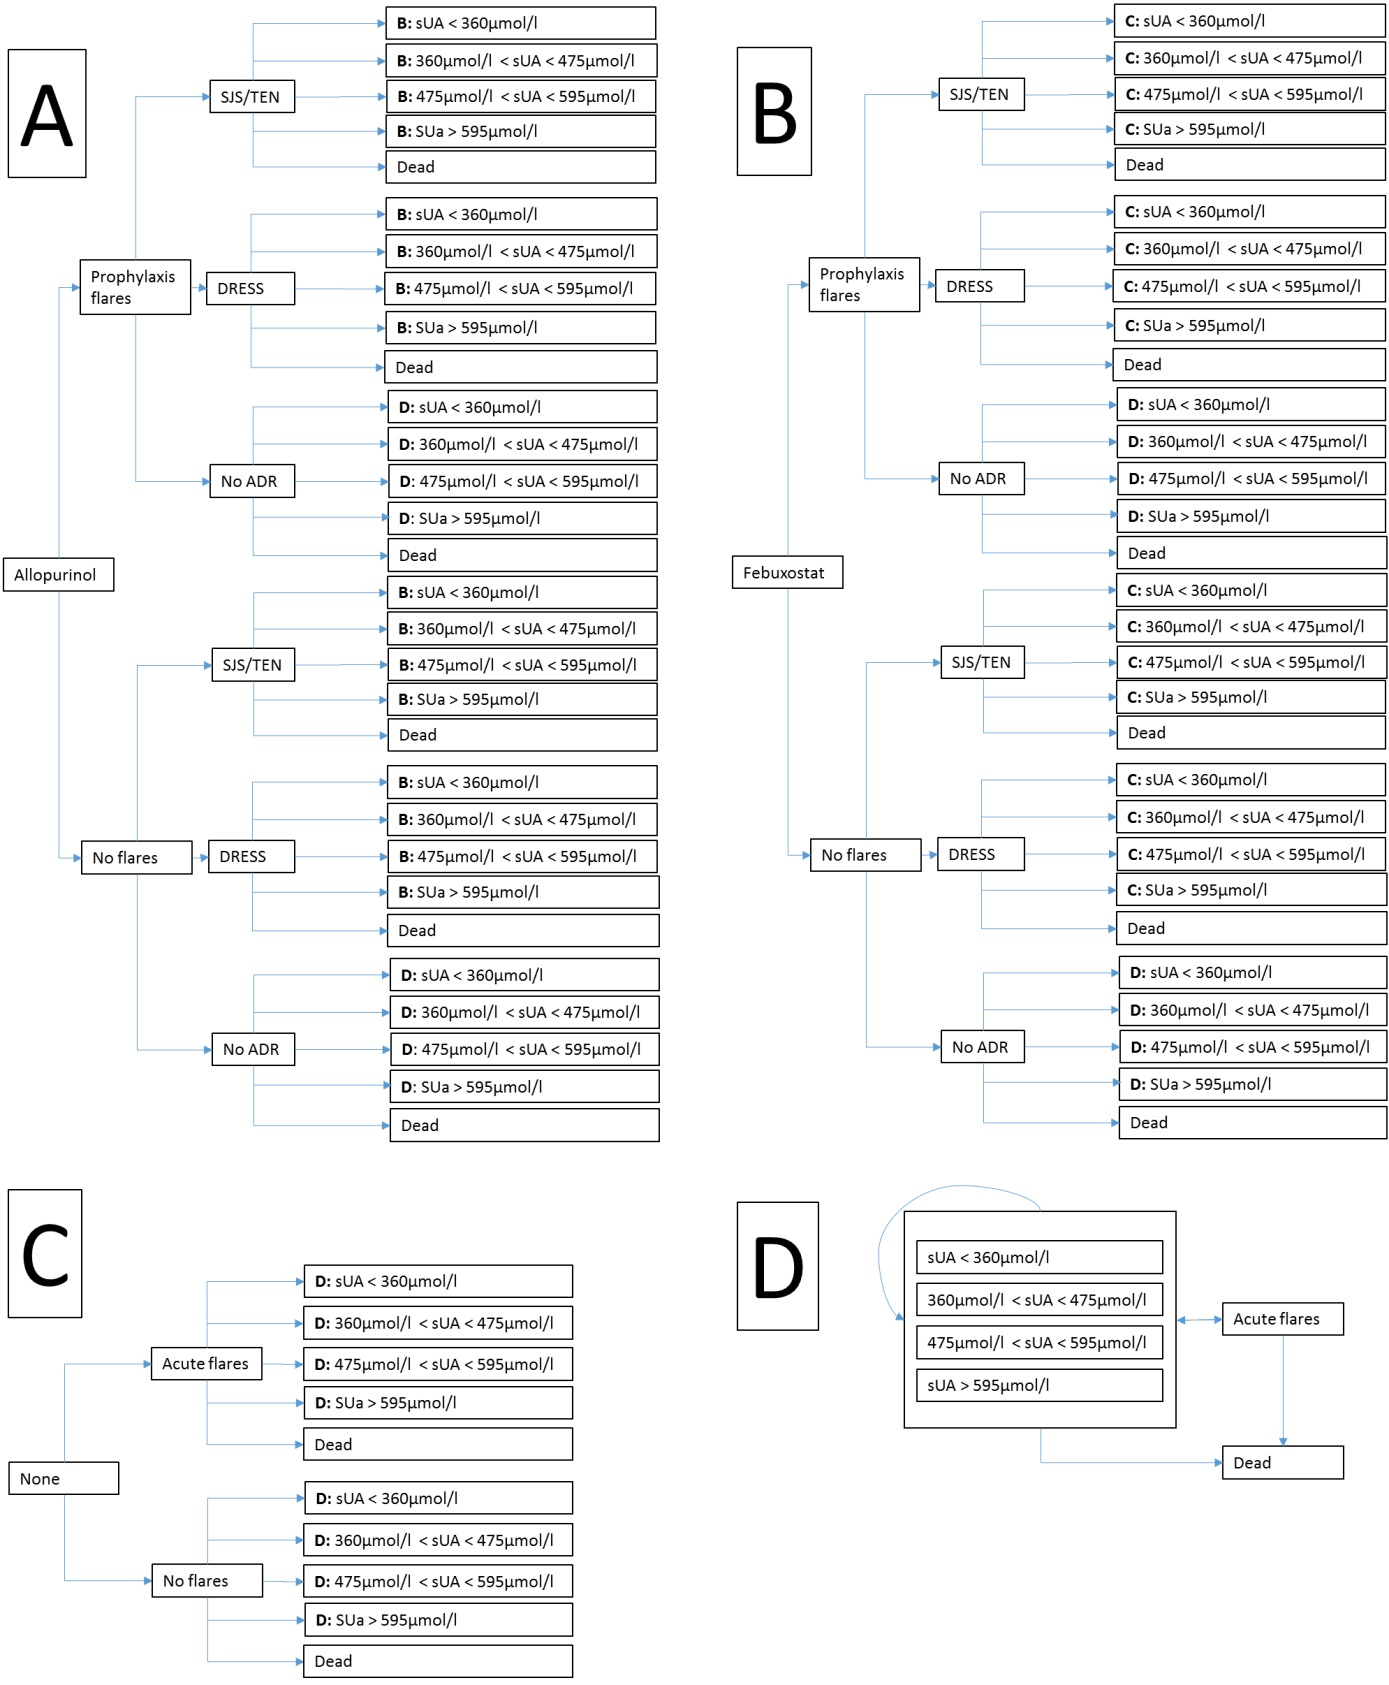 A
Allopurinol
Prophylaxis
flares
SJS/TEN
B: sUA < 360µmol/l
B: 360µmol/l < sUA < 475µmol/l
B: 475µmol/l < sUA < 595µmol/l
B: SUa > 595µmol/l
Dead
DRESS
B: sUA < 360µmol/l
B: 360µmol/l < sUA < 475µmol/l
B: 475µmol/l < sUA < 595µmol/l
B: SUa > 595µmol/l
Dead
No ADR
D: sUA < 360µmol/l
D: 360µmol/l < sUA < 475µmol/l
D: 475µmol/l < sUA < 595µmol/l
D: SUa > 595µmol/l
Dead
No flares
SJS/TEN
B: sUA < 360µmol/l
B: 360µmol/l < sUA < 475µmol/l
B: 475µmol/l < sUA < 595µmol/l
B: SUa > 595µmol/l
Dead
DRESS
B: sUA < 360µmol/l
B: 360µmol/l < sUA < 475µmol/l
B: 475µmol/l < sUA < 595µmol/l
B: SUa > 595µmol/l
Dead
No ADR
D: sUA < 360µmol/l
D: 360µmol/l < sUA < 475µmol/l
D: 475µmol/l < sUA < 595µmol/l
D: SUa > 595µmol/l
Dead
B
Febuxostat
Prophylaxis
flares
SJS/TEN
C: sUA < 360µmol/l
C: 360µmol/l < sUA < 475µmol/l
C: 475µmol/l < sUA < 595µmol/l
C: SUa > 595µmol/l
Dead
DRESS
C: sUA < 360µmol/l
C: 360µmol/l < sUA < 475µmol/l
C: 475µmol/l < sUA < 595µmol/l
C: SUa > 595µmol/l
Dead
No ADR
D: sUA < 360µmol/l
D: 360µmol/l < sUA < 475µmol/l
D: 475µmol/l < sUA < 595µmol/l
D: SUa > 595µmol/l
Dead
No flares
SJS/TEN
C: sUA < 360µmol/l
C: 360µmol/l < sUA < 475µmol/l
C: 475µmol/l < sUA < 595µmol/l
C: SUa > 595µmol/l
Dead
DRESS
C: sUA < 360µmol/l
C: 360µmol/l < sUA < 475µmol/l
C: 475µmol/l < sUA < 595µmol/l
C: SUa > 595µmol/l
Dead
No ADR
D: sUA < 360µmol/l
D: 360µmol/l < sUA < 475µmol/l
D: 475µmol/l < sUA < 595µmol/l
D: SUa > 595µmol/l
Dead
C
None
Acute flares
D: sUA < 360µmol/l
D: 360µmol/l < sUA < 475µmol/l
D: 475µmol/l < sUA < 595µmol/l
D: SUa > 595µmol/l
Dead
No flares
D: sUA < 360µmol/l
D: 360µmol/l < sUA < 475µmol/l
D: 475µmol/l < sUA < 595µmol/l
D: SUa > 595µmol/l
Dead
D
sUA < 360µmol/l
360µmol/l < sUA < 475µmol/l
475µmol/l < sUA < 595µmol/l
sUA > 595µmol/l
Acute flares
Dead